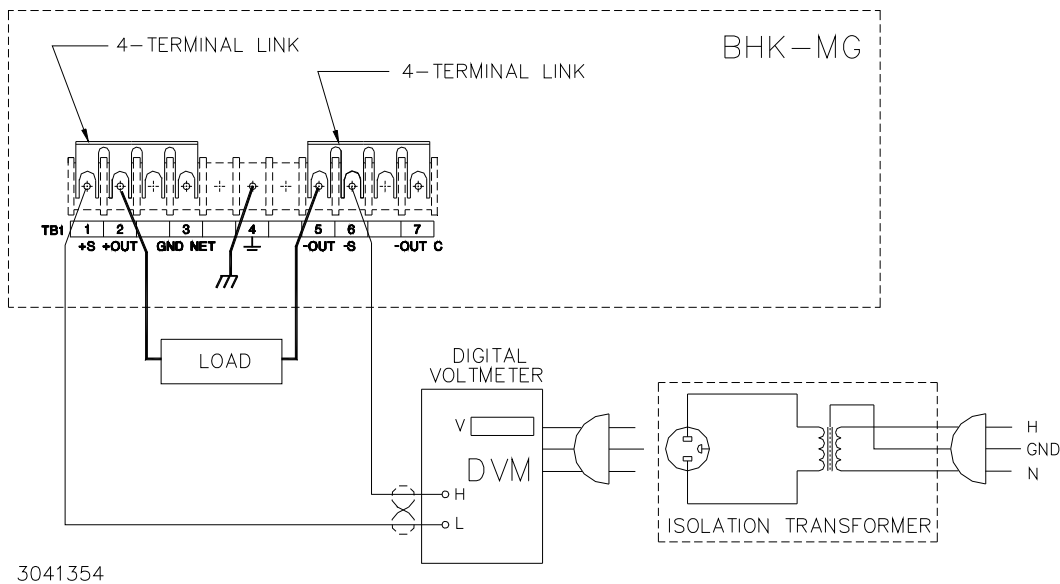 4-TERMINAL LINK
BHK-MG
4-TERMINAL LINK
TB1 1 2 3 4 5 6 7
+S +OUT GND NET -OUT -S -OUT C
LOAD
DIGITAL
VOLTMETER
V
DVM
H
L
H
GND
N
ISOLATION TRANSFORMER
3041354